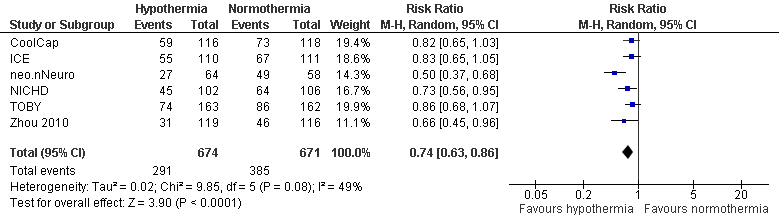 Hypothermia Normothermia Risk Ratio Risk Ratio
Study or Subgroup Events Total Events Total Weight M-H, Random, 95% CI M-H, Random, 95% CI
CoolCap 59 116 73 118 19.4% 0.82 [0.65, 1.03]
ICE 55 110 67 111 18.6% 0.83 [0.65, 1.05]
neo.nNeuro 27 64 49 58 14.3% 0.50 [0.37, 0.68]
NICHD 45 102 64 106 16.7% 0.73 [0.56, 0.95]
TOBY 74 163 86 162 19.9% 0.86 [0.68, 1.07]
Zhou 2010 31 119 46 116 11.1% 0.66 [0.45, 0.96]
Total (95% CI) 674 671 100.0% 0.74 [0.63, 0.86]
Total events 291 385
Heterogeneity: Tau² = 0.02; Chi² = 9.85, df = 5 (P = 0.08); I² = 49%
Test for overall effect: Z = 3.90 (P < 0.0001)
0.05 0.2 1 5 20
Favours hypothermia Favours normothermia